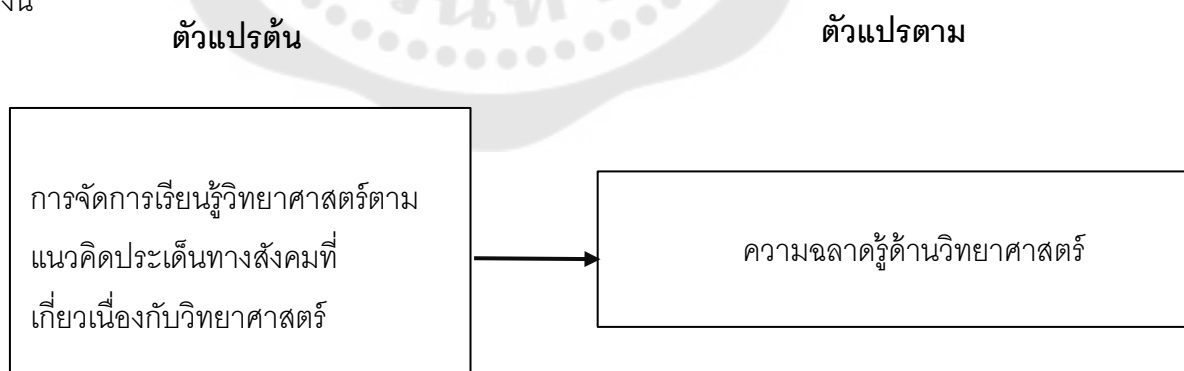 ตัวแปรต้น
ตัวแปรตาม
การจัดการเรียนรู้วิทยาศาสตร์ตาม
แนวคิดประเด็นทางสังคมที่
เกี่ยวเนื่องกับวิทยาศาสตร์
ความฉลาดรู้ด้านวิทยาศาสตร์